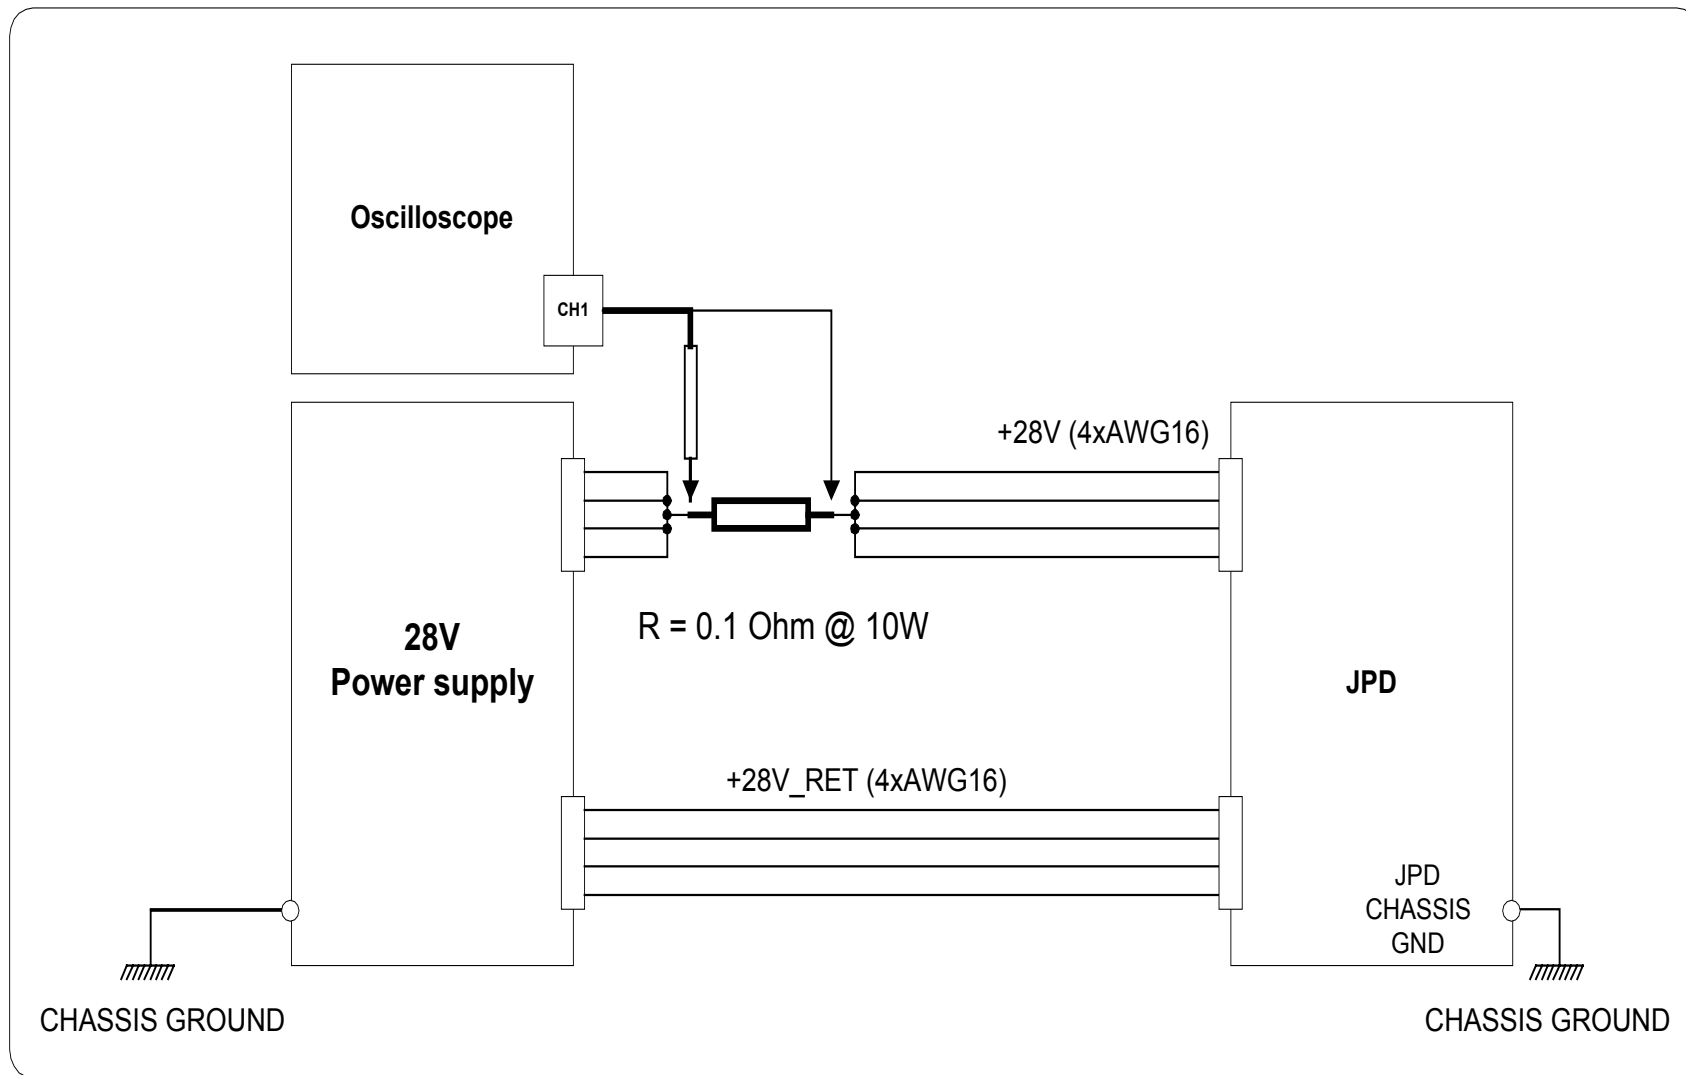 Oscilloscope
CH1
+28V (4xAWG16)
R = 0.1 Ohm @ 10W
28V
Power supply
JPD
+28V_RET (4xAWG16)
JPD
CHASSIS
GND
CHASSIS GROUND
CHASSIS GROUND